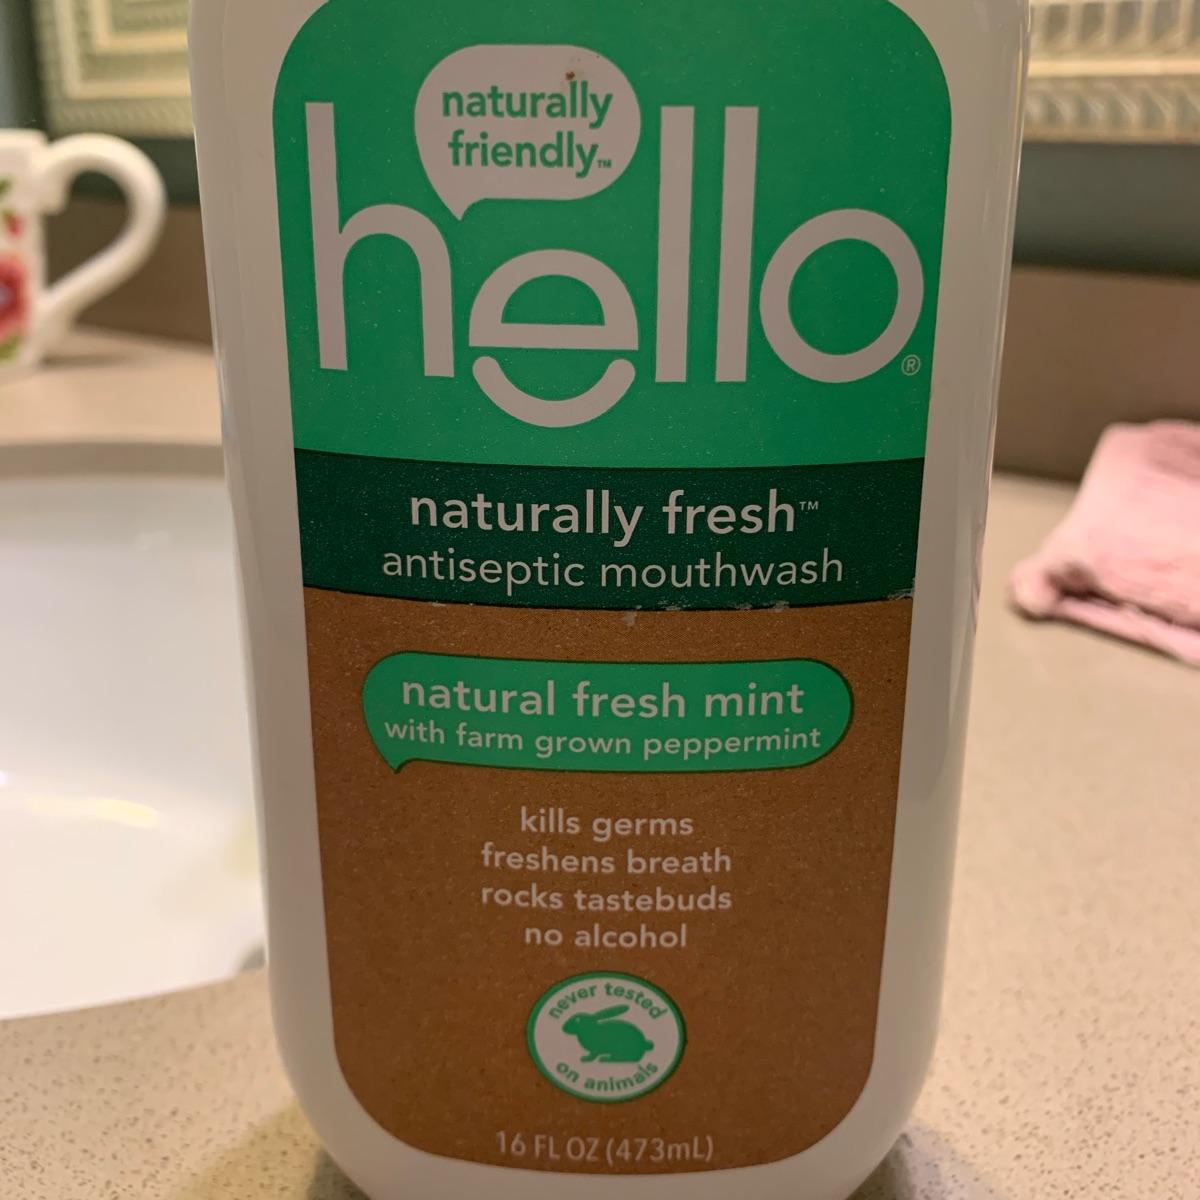 naturally
friendly™
hello®
naturally fresh™
antiseptic mouthwash
natural fresh mint
with farm grown peppermint
kills germs
freshens breath
rocks tastebuds
no alcohol
never tested
on animals
16 FL OZ (473mL)